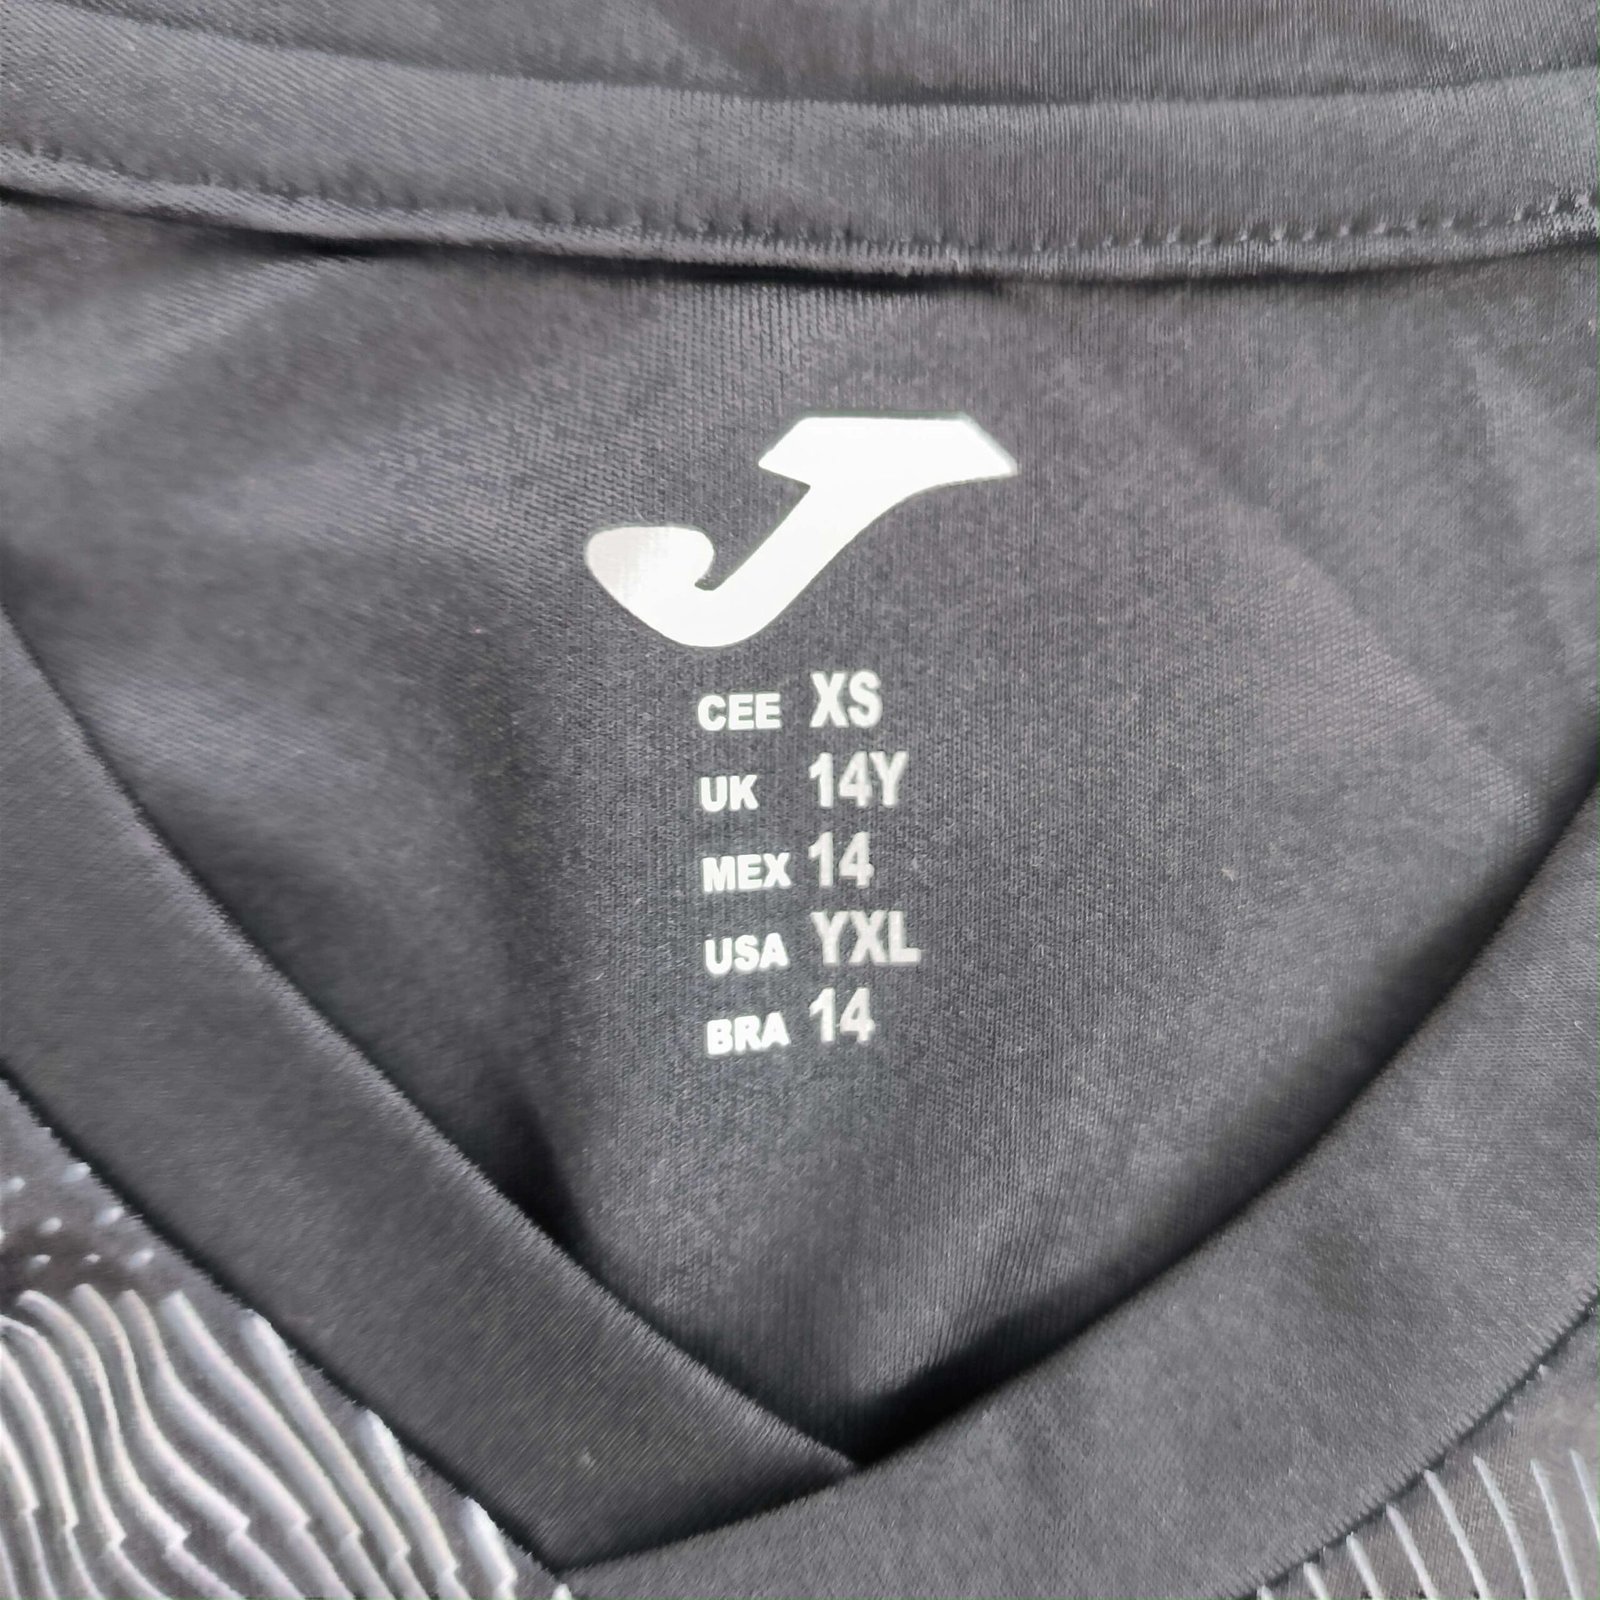 CEE XS
UK 14Y
MEX 14
USA YXL
BRA 14